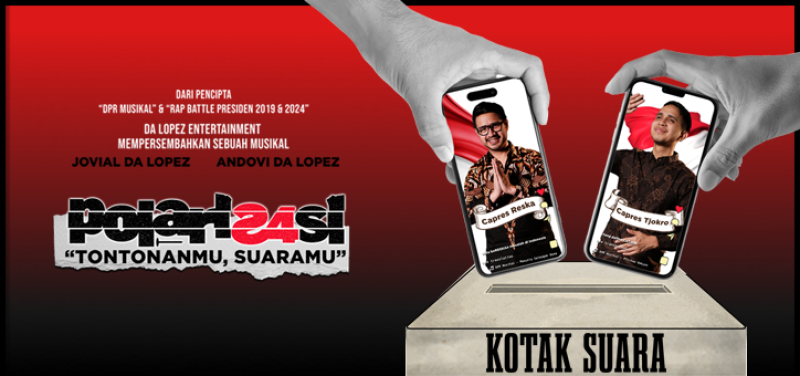 DARI PENCIPTA
"DPR MUSIKAL" & "RAP BATTLE PRESIDEN 2019 & 2024"
DA LOPEZ ENTERTAINMENT
MEMPERSEMBAHKAN SEBUAH MUSIKAL
JOVIAL DA LOPEZ ANDOVI DA LOPEZ
polari24si
"TONTONANMU, SUARAMU"
Capres Reska
Capres Tjokro
KOTAK SUARA